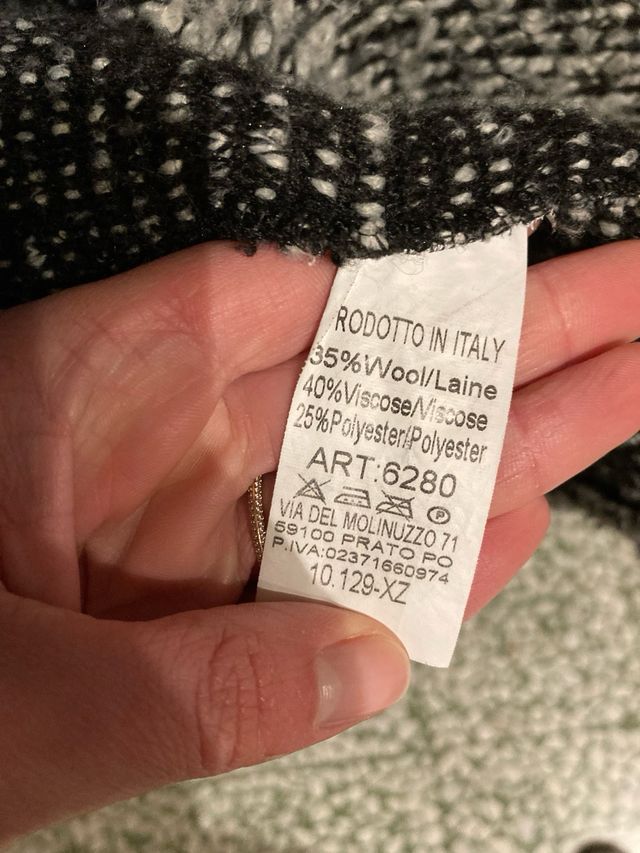 RODOTTO IN ITALY
35%Wool/Laine
40%Viscose/Viscose
25%Polyester/Polyester
ART:6280
P
VIA DEL MOLINUZZO 71
59100 PRATO PO
P.IVA:02371660974
10.129-XZ